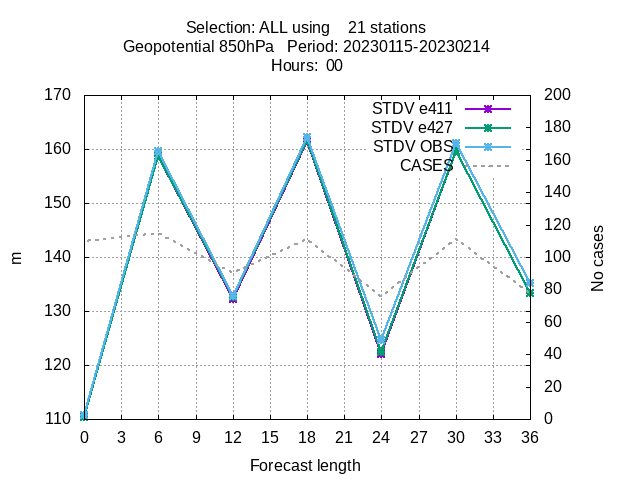 Selection: ALL using 21 stations
Geopotential 850hPa Period: 20230115-20230214
Hours: 00
170
160
150
140
130
120
110
200
180
160
140
120
100
80
60
40
20
0
STDV e411
STDV e427
STDV OBS
CASES
m
No cases
0 3 6 9 12 15 18 21 24 27 30 33 36
Forecast length